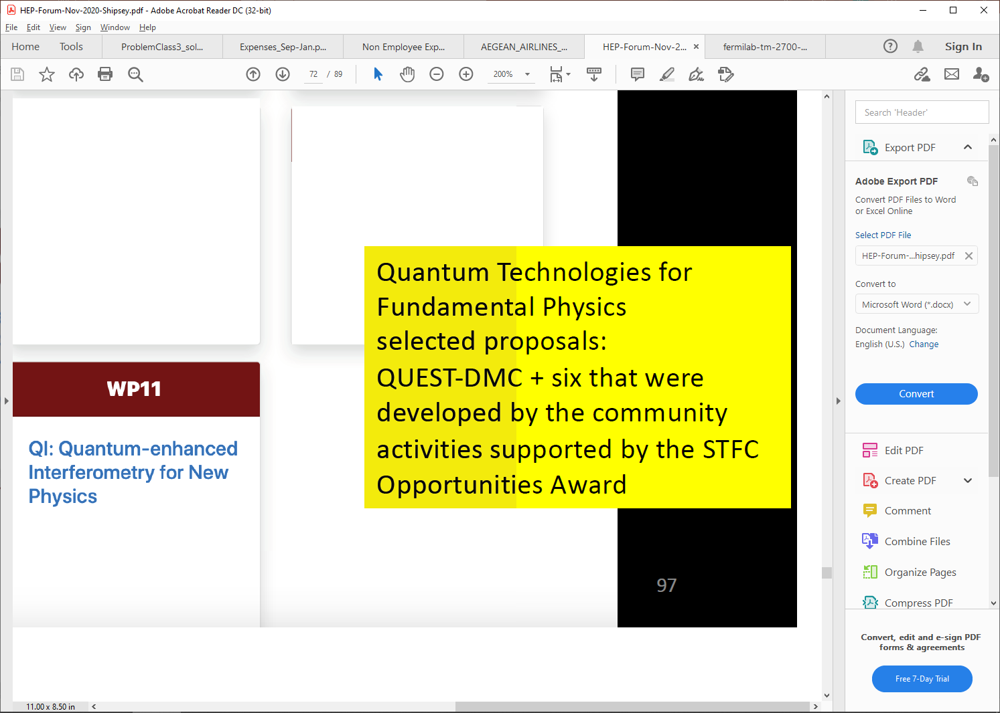 HEP-Forum-Nov-2020-Shipsey.pdf - Adobe Acrobat Reader DC (32-bit)
File Edit View Sign Window Help
Home Tools ProblemClass3_sol... Expenses_Sep-Jan.p... Non Employee Exp... AEGEAN_AIRLINES_... HEP-Forum-Nov-2... × fermilab-tm-2700-... Sign In
72 / 89 200%
Search 'Header'
Export PDF
Adobe Export PDF
Convert PDF Files to Word
or Excel Online
Select PDF File
HEP-Forum-...hipsey.pdf
Convert to
Microsoft Word (*.docx)
Document Language:
English (U.S.) Change
Convert
Edit PDF
Create PDF
Comment
Combine Files
Organize Pages
Compress PDF
Convert, edit and e-sign PDF
forms & agreements
Free 7-Day Trial
Quantum Technologies for
Fundamental Physics
selected proposals:
QUEST-DMC + six that were
developed by the community
activities supported by the STFC
Opportunities Award
WP11
QI: Quantum-enhanced
Interferometry for New
Physics
97
11.00 x 8.50 in